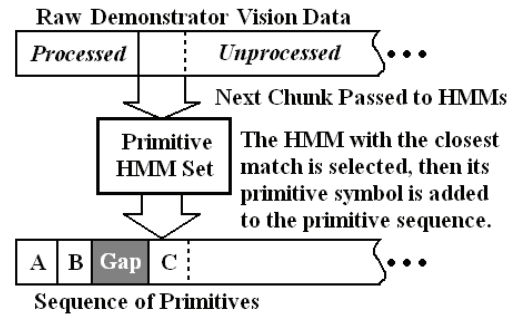 Raw Demonstrator Vision Data
Processed Unprocessed
Next Chunk Passed to HMMs
Primitive
HMM Set
The HMM with the closest
match is selected, then its
primitive symbol is added
to the primitive sequence.
A B Gap C
Sequence of Primitives